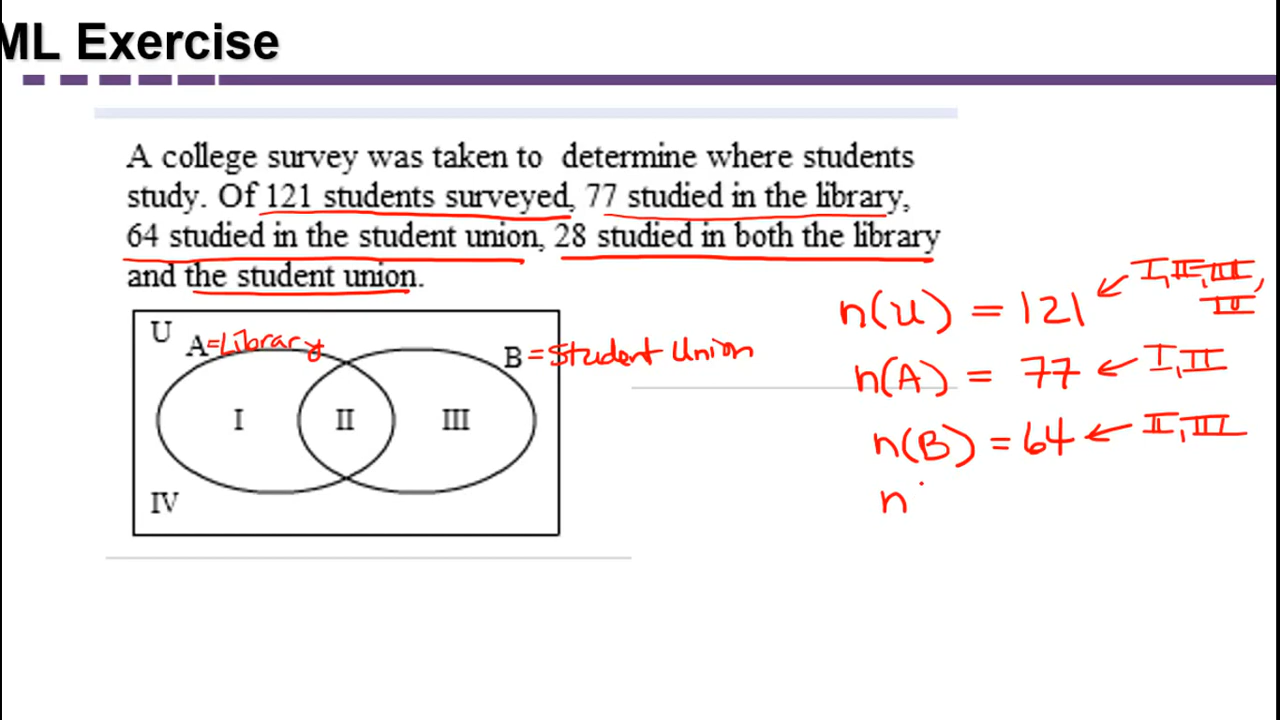 ML Exercise
A college survey was taken to determine where students
study. Of 121 students surveyed, 77 studied in the library,
64 studied in the student union, 28 studied in both the library
and the student union.
I, II, III,
IV
n(U) = 121
U
A=Library
B = Student Union
n(A) = 77
I, II
I
II
III
n(B) = 64
II, III
IV
n